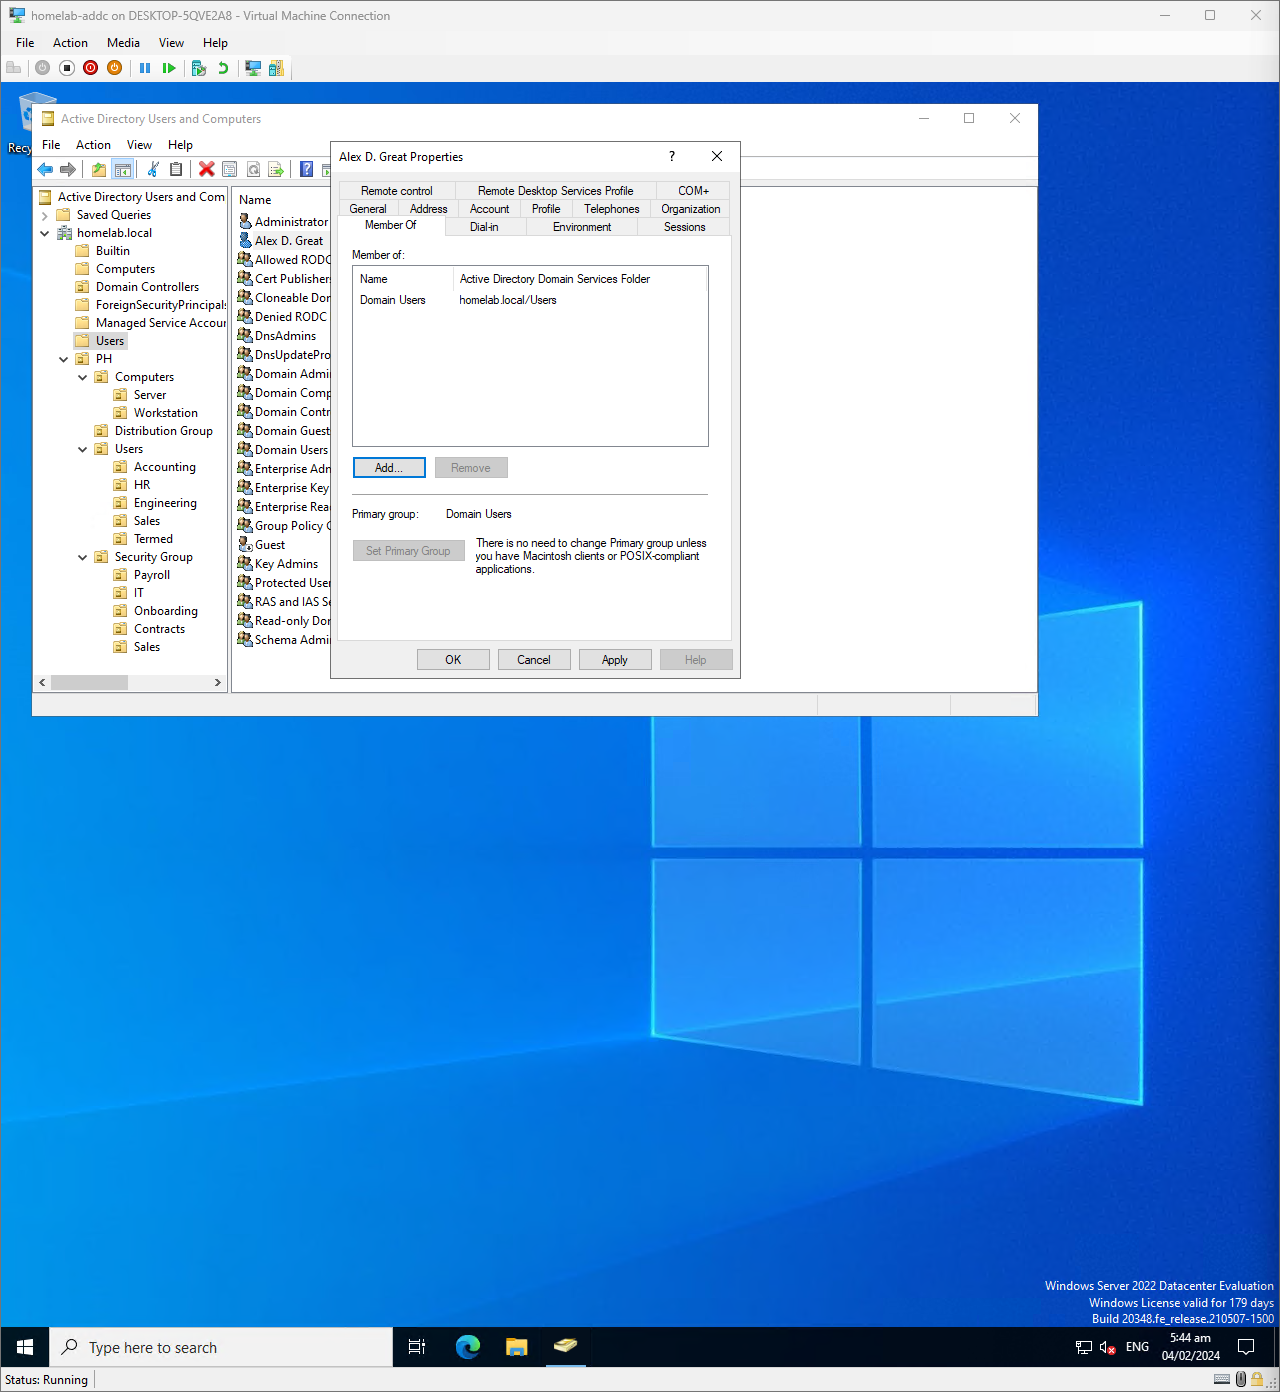 homelab-addc on DESKTOP-5QVE2A8 - Virtual Machine Connection
File Action Media View Help
Recy
Active Directory Users and Computers
File Action View Help
Active Directory Users and Com
Saved Queries
homelab.local
Builtin
Computers
Domain Controllers
ForeignSecurityPrincipals
Managed Service Accour
Users
PH
Computers
Server
Workstation
Distribution Group
Users
Accounting
HR
Engineering
Sales
Termed
Security Group
Payroll
IT
Onboarding
Contracts
Sales
Name
Administrator
Alex D. Great
Allowed RODC
Cert Publishers
Cloneable Dor
Denied RODC
DnsAdmins
DnsUpdatePro
Domain Admi
Domain Comp
Domain Contr
Domain Guest
Domain Users
Enterprise Adn
Enterprise Key
Enterprise Rea
Group Policy C
Guest
Key Admins
Protected User
RAS and IAS Se
Read-only Dor
Schema Admi
Alex D. Great Properties
?
Remote control Remote Desktop Services Profile COM+
General Address Account Profile Telephones Organization
Member Of Dial-in Environment Sessions
Member of:
Name Active Directory Domain Services Folder
Domain Users homelab.local/Users
Add... Remove
Primary group: Domain Users
Set Primary Group
There is no need to change Primary group unless
you have Macintosh clients or POSIX-compliant
applications.
OK Cancel Apply Help
Windows Server 2022 Datacenter Evaluation
Windows License valid for 179 days
Build 20348.fe_release.210507-1500
Type here to search
ENG
5:44 am
04/02/2024
Status: Running